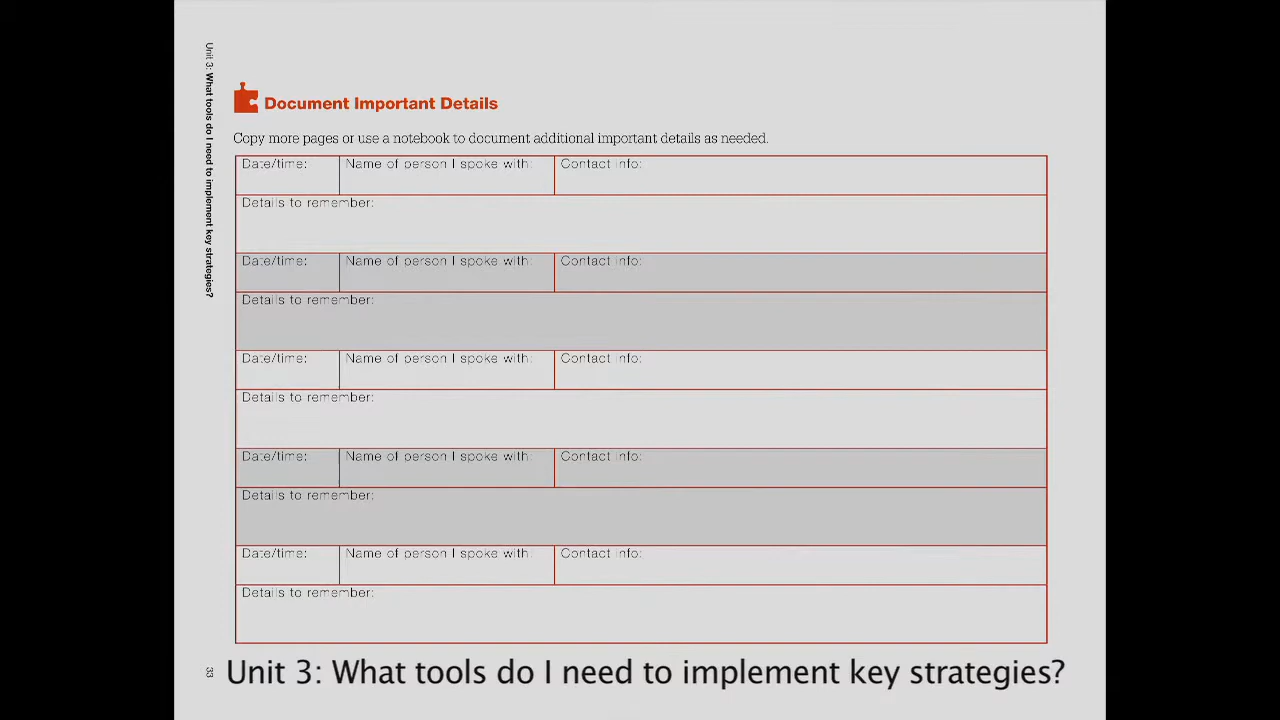 Unit 3: What tools do I need to implement key strategies?
Document Important Details
Copy more pages or use a notebook to document additional important details as needed.
Date/time: Name of person I spoke with: Contact info:
Details to remember:
Date/time: Name of person I spoke with: Contact info:
Details to remember:
Date/time: Name of person I spoke with: Contact info:
Details to remember:
Date/time: Name of person I spoke with: Contact info:
Details to remember:
Date/time: Name of person I spoke with: Contact info:
Details to remember:
33
Unit 3: What tools do I need to implement key strategies?